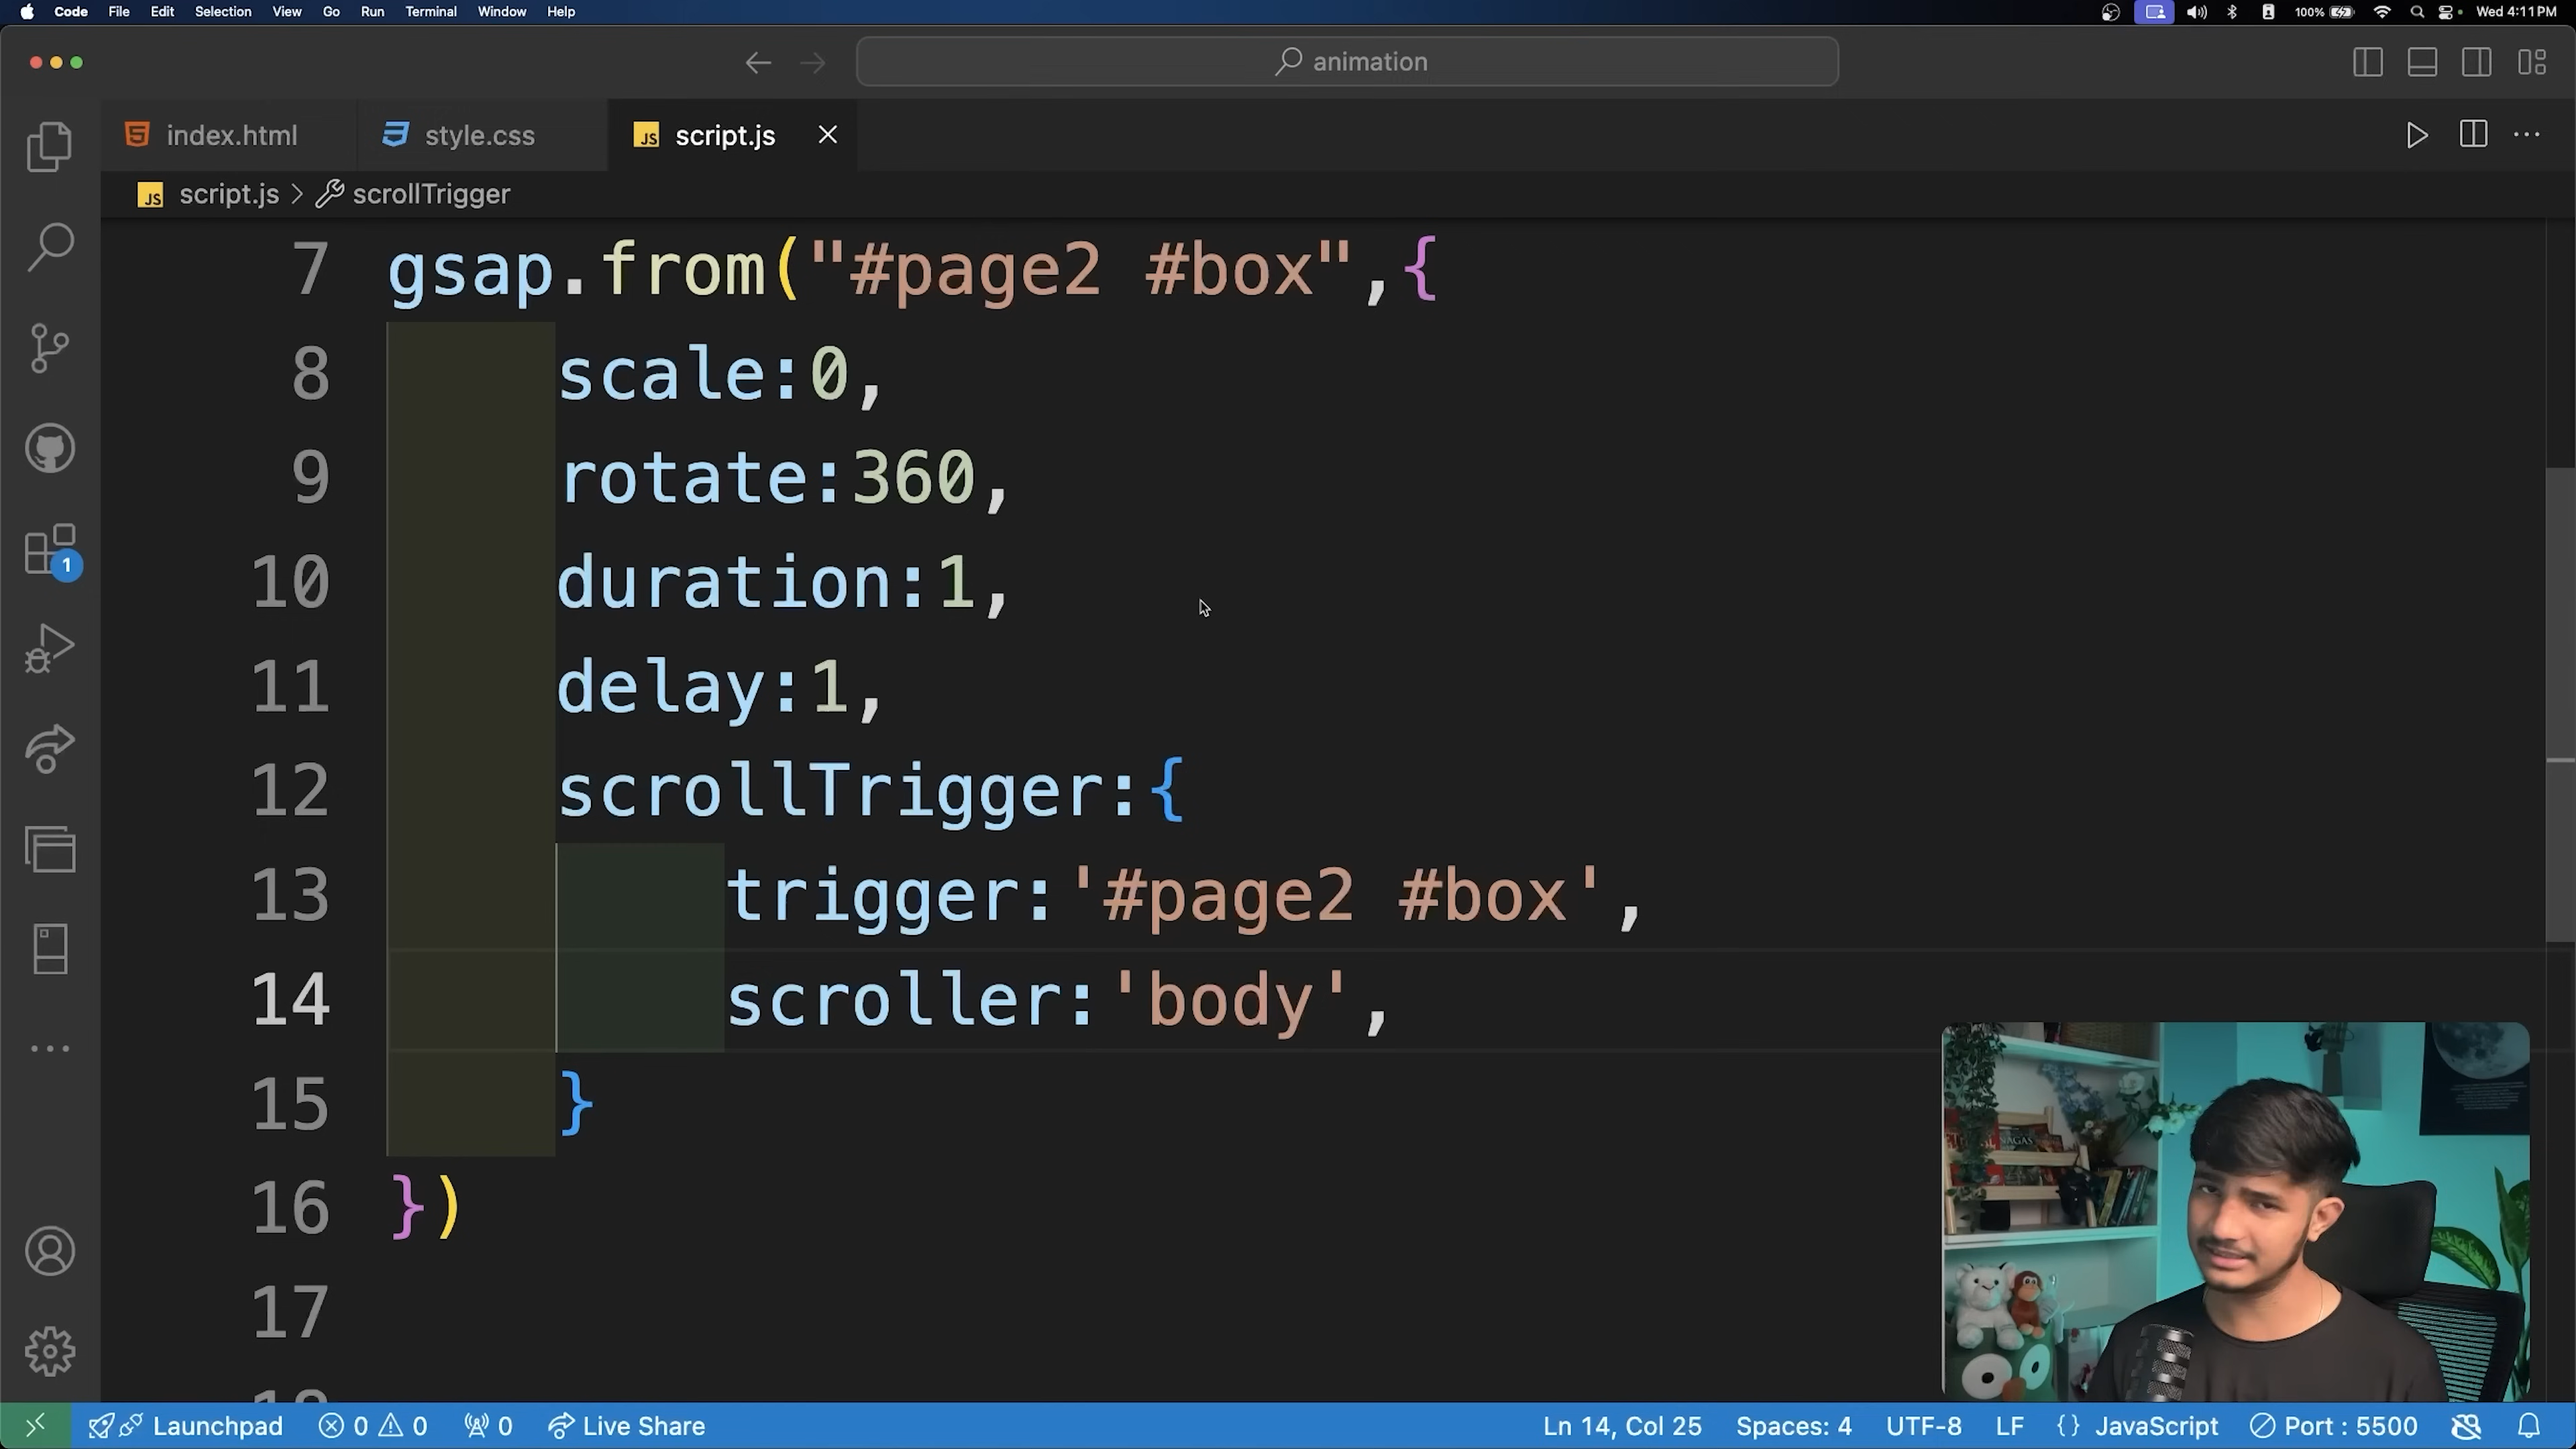 Code File Edit Selection View Go Run Terminal Window Help
100% Wed 4:11 PM
animation
index.html style.css JS script.js
JS script.js > scrollTrigger
7 gsap.from("#page2 #box",{
8 scale:0,
9 rotate:360,
10 duration:1,
11 delay:1,
12 scrollTrigger:{
13 trigger:'#page2 #box',
14 scroller:'body',
15 }
16 })
17
1
NAGAS
Launchpad 0 0 0 Live Share Ln 14, Col 25 Spaces: 4 UTF-8 LF {} JavaScript Port : 5500